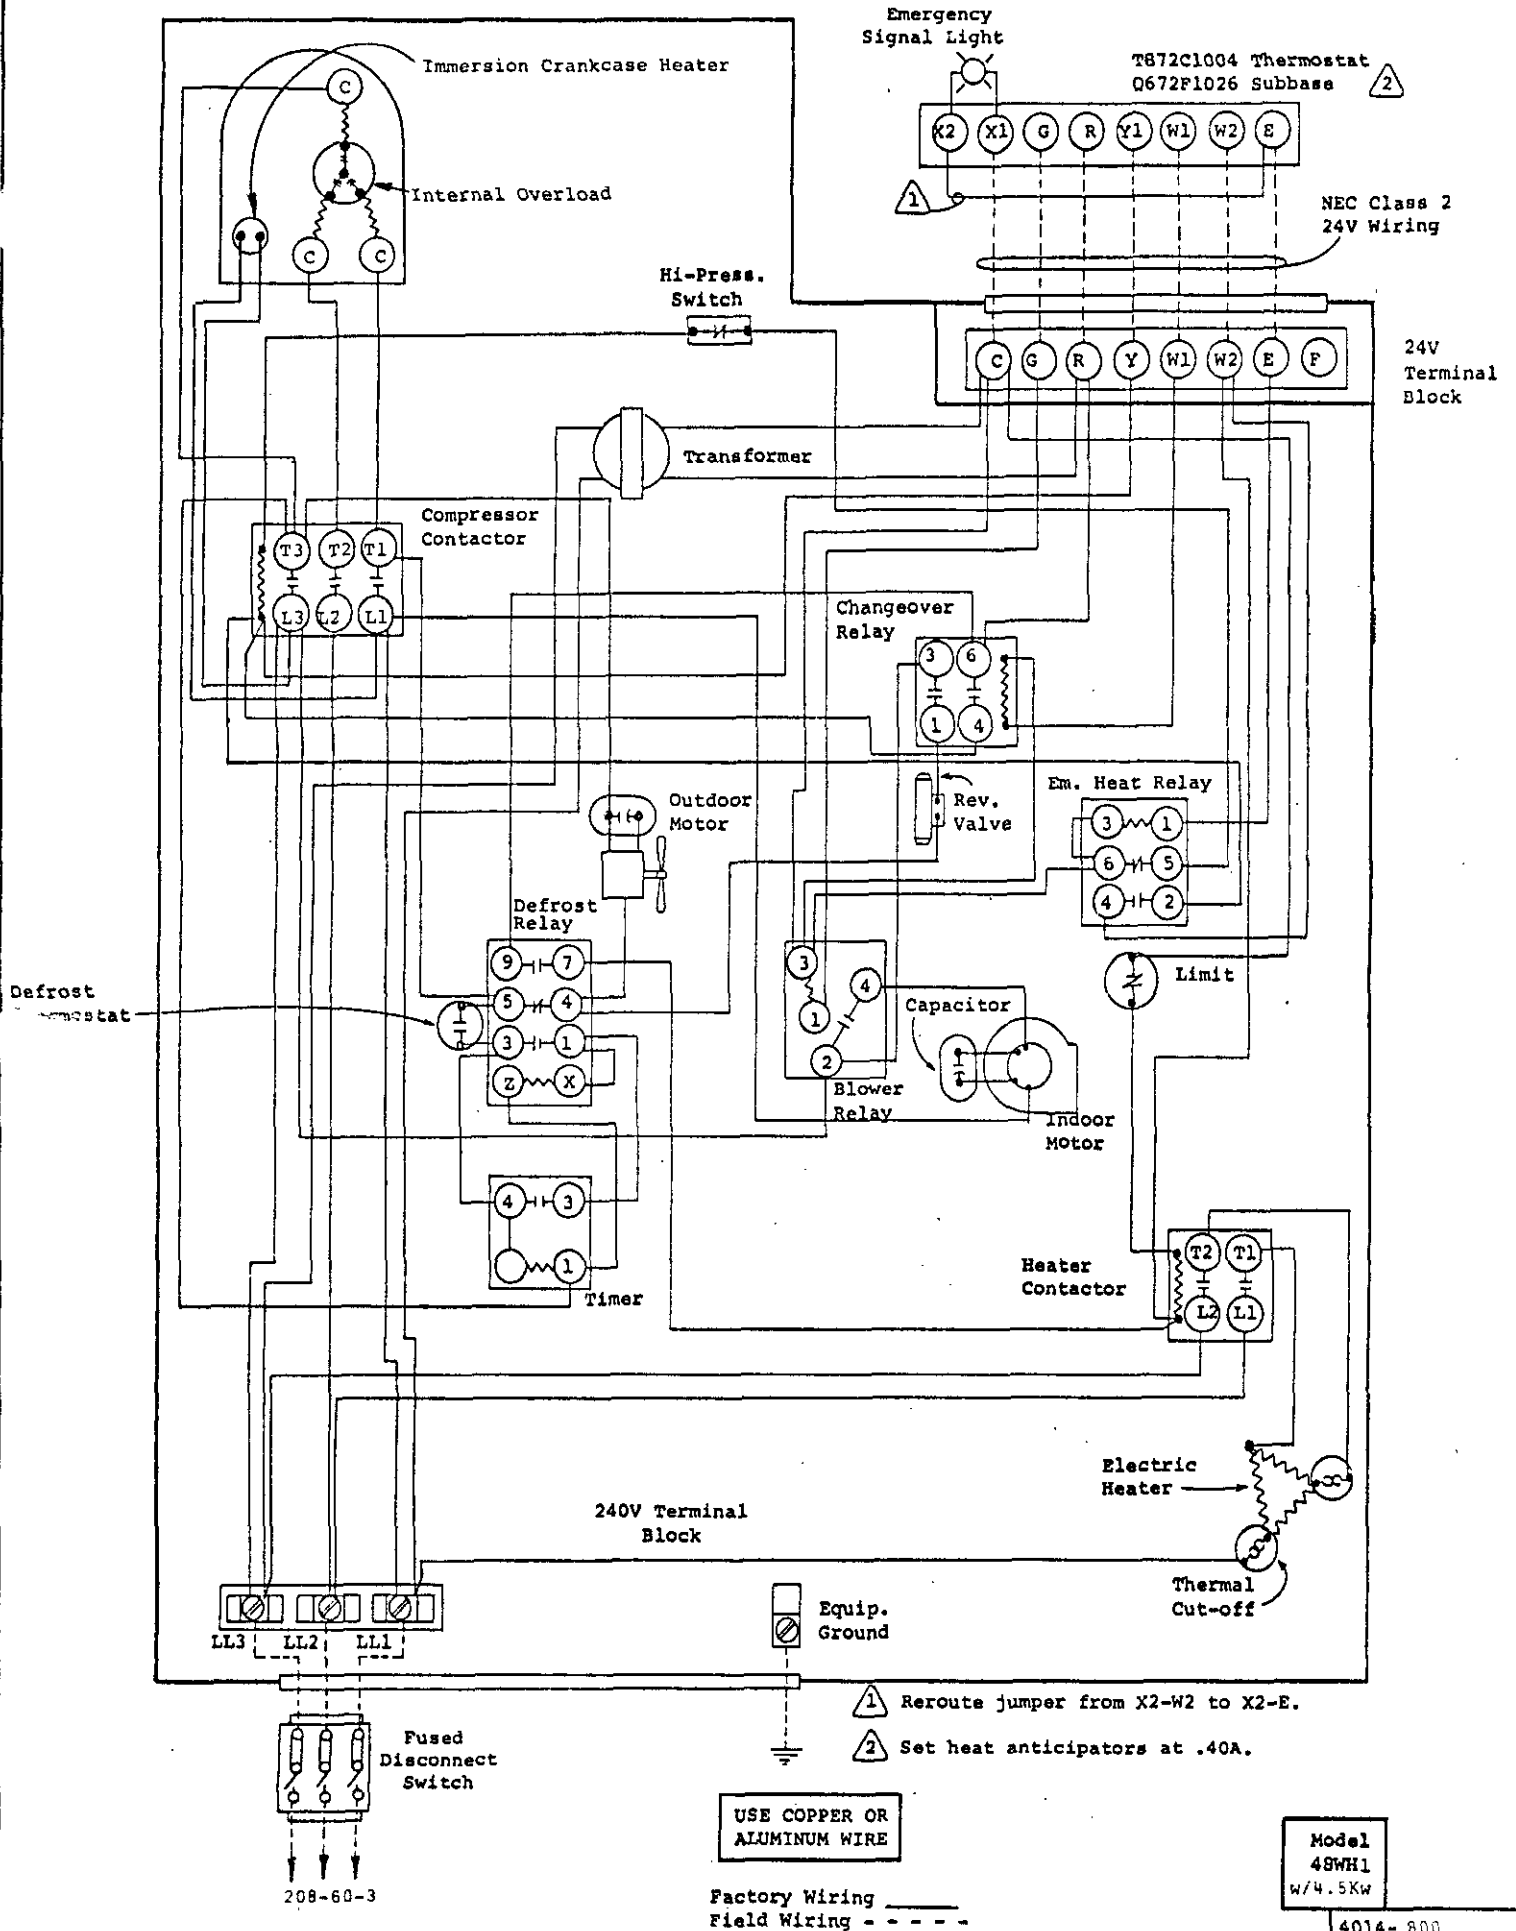 Emergency
Signal Light
T872C1004 Thermostat
Q672F1026 Subbase
2
X2 X1 G R Y1 W1 W2 E
1
NEC Class 2
24V Wiring
Immersion Crankcase Heater
C
Internal Overload
C C
Hi-Press.
Switch
C G R Y W1 W2 E F
24V
Terminal
Block
Transformer
Compressor
Contactor
T3 T2 T1
L3 L2 L1
Changeover
Relay
3 6
1 4
Rev.
Valve
Em. Heat Relay
3 1
6 5
4 2
Outdoor
Motor
Defrost
Relay
9 7
5 4
3 1
Z X
Defrost
3
4
1
2
Blower
Relay
Capacitor
Indoor
Motor
Limit
4 3
1
Timer
Heater
Contactor
T2 T1
L2 L1
Electric
Heater
Thermal
Cut-off
240V Terminal
Block
LL3 LL2 LL1
Equip.
Ground
1 Reroute jumper from X2-W2 to X2-E.
2 Set heat anticipators at .40A.
Fused
Disconnect
Switch
208-60-3
USE COPPER OR
ALUMINUM WIRE
Factory Wiring
Field Wiring - - - - -
Model
48WH1
w/4.5Kw
4014- 800